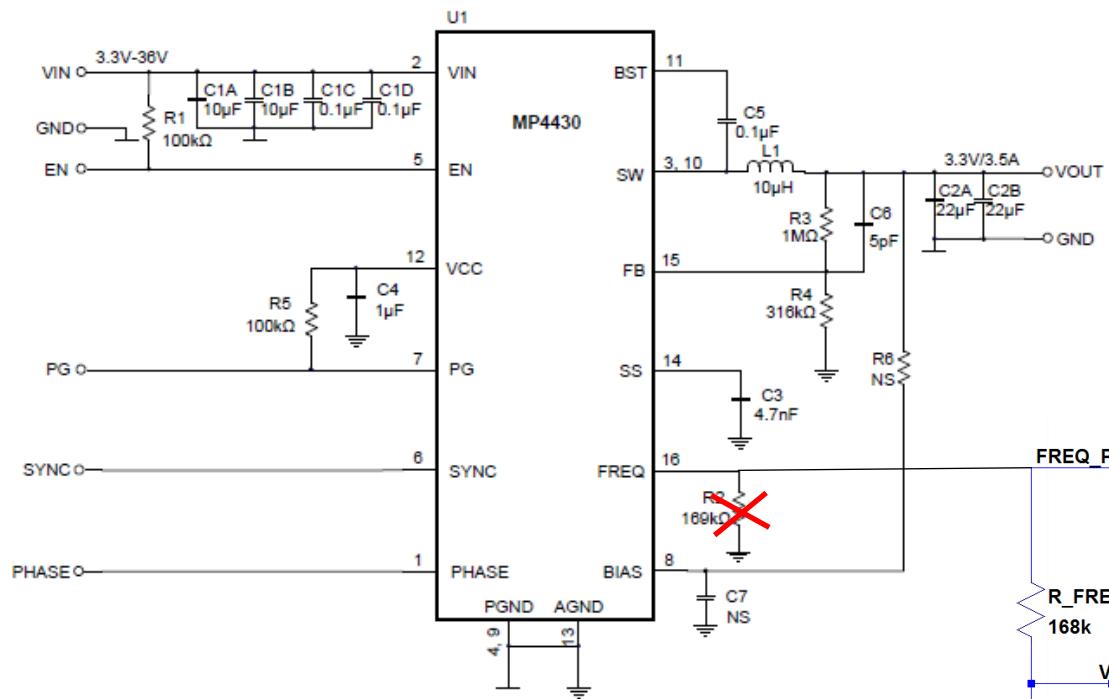 U1
3.3V-36V
VIN
2
VIN
C1A
10µF
C1B
10µF
C1C
0.1µF
C1D
0.1µF
R1
100kΩ
GND
EN
5
EN
MP4430
BST
11
C5
0.1µF
SW
3, 10
L1
10µH
3.3V/3.5A
VOUT
R3
1MΩ
C6
5pF
C2A
22µF
C2B
22µF
GND
12
VCC
C4
1µF
R5
100kΩ
FB
15
R4
316kΩ
PG
7
PG
SS
14
C3
4.7nF
R6
NS
SYNC
6
SYNC
FREQ
16
R2
169kΩ
FREQ_P
PHASE
1
PHASE
BIAS
8
C7
NS
R_FRE
168k
PGND
AGND
4, 9
13
V